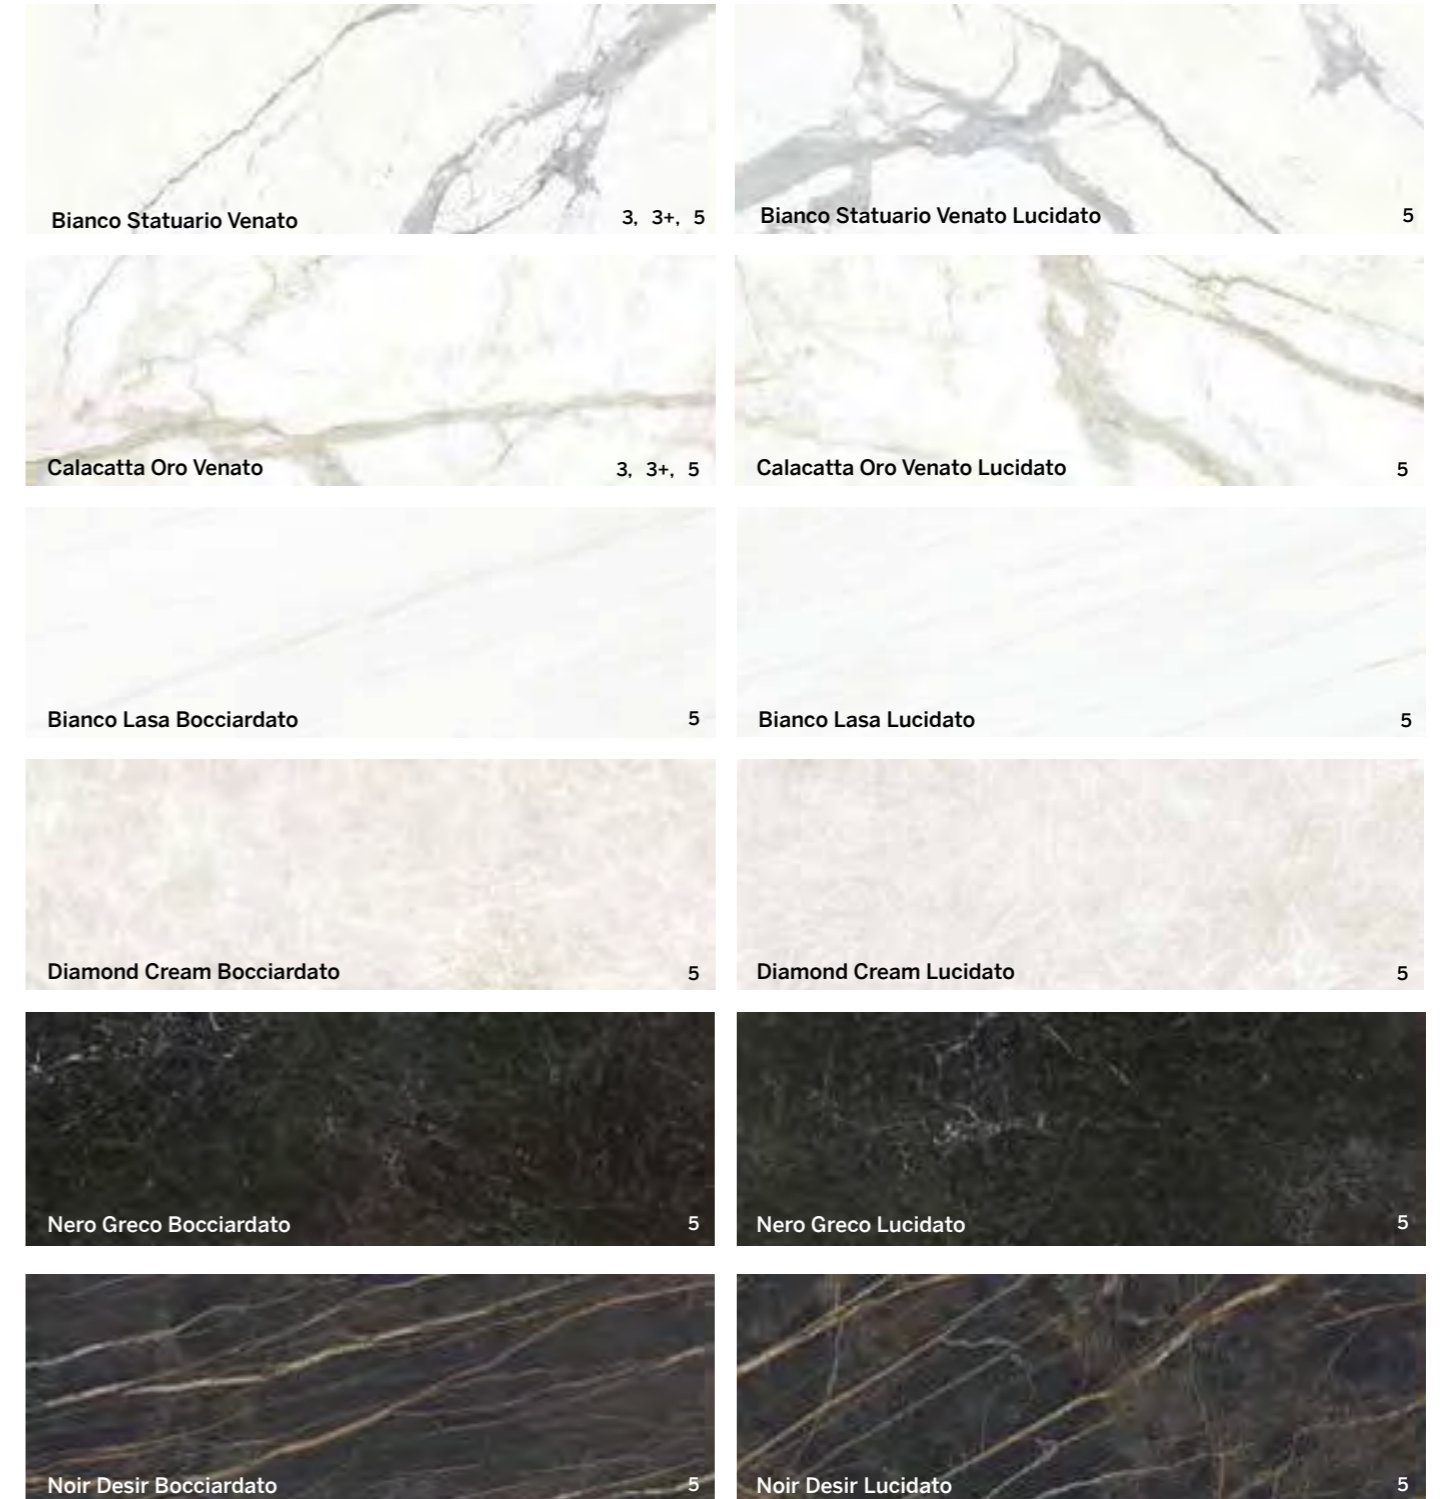 Bianco Statuario Venato 3, 3+, 5
Bianco Statuario Venato Lucidato 5
Calacatta Oro Venato 3, 3+, 5
Calacatta Oro Venato Lucidato 5
Bianco Lasa Bocciardato 5
Bianco Lasa Lucidato 5
Diamond Cream Bocciardato 5
Diamond Cream Lucidato 5
Nero Greco Bocciardato 5
Nero Greco Lucidato 5
Noir Desir Bocciardato 5
Noir Desir Lucidato 5